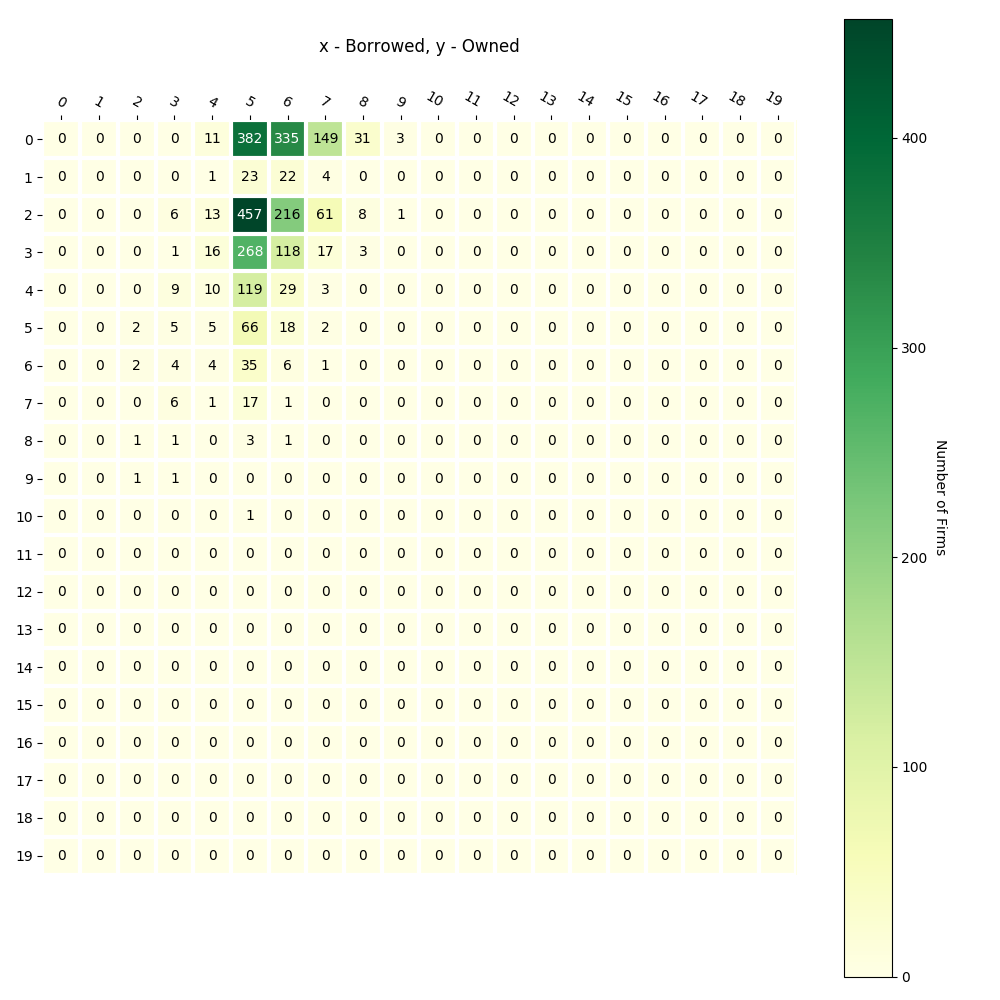 x - Borrowed, y - Owned
0 1 2 3 4 5 6 7 8 9 10 11 12 13 14 15 16 17 18 19
0 0 0 0 0 11 382 335 149 31 3 0 0 0 0 0 0 0 0 0 0
1 0 0 0 0 1 23 22 4 0 0 0 0 0 0 0 0 0 0 0 0
2 0 0 0 6 13 457 216 61 8 1 0 0 0 0 0 0 0 0 0 0
3 0 0 0 1 16 268 118 17 3 0 0 0 0 0 0 0 0 0 0 0
4 0 0 0 9 10 119 29 3 0 0 0 0 0 0 0 0 0 0 0 0
5 0 0 2 5 5 66 18 2 0 0 0 0 0 0 0 0 0 0 0 0
6 0 0 2 4 4 35 6 1 0 0 0 0 0 0 0 0 0 0 0 0
7 0 0 0 6 1 17 1 0 0 0 0 0 0 0 0 0 0 0 0 0
8 0 0 1 1 0 3 1 0 0 0 0 0 0 0 0 0 0 0 0 0
9 0 0 1 1 0 0 0 0 0 0 0 0 0 0 0 0 0 0 0 0
10 0 0 0 0 0 1 0 0 0 0 0 0 0 0 0 0 0 0 0 0
11 0 0 0 0 0 0 0 0 0 0 0 0 0 0 0 0 0 0 0 0
12 0 0 0 0 0 0 0 0 0 0 0 0 0 0 0 0 0 0 0 0
13 0 0 0 0 0 0 0 0 0 0 0 0 0 0 0 0 0 0 0 0
14 0 0 0 0 0 0 0 0 0 0 0 0 0 0 0 0 0 0 0 0
15 0 0 0 0 0 0 0 0 0 0 0 0 0 0 0 0 0 0 0 0
16 0 0 0 0 0 0 0 0 0 0 0 0 0 0 0 0 0 0 0 0
17 0 0 0 0 0 0 0 0 0 0 0 0 0 0 0 0 0 0 0 0
18 0 0 0 0 0 0 0 0 0 0 0 0 0 0 0 0 0 0 0 0
19 0 0 0 0 0 0 0 0 0 0 0 0 0 0 0 0 0 0 0 0
400
300
200
100
0
Number of Firms